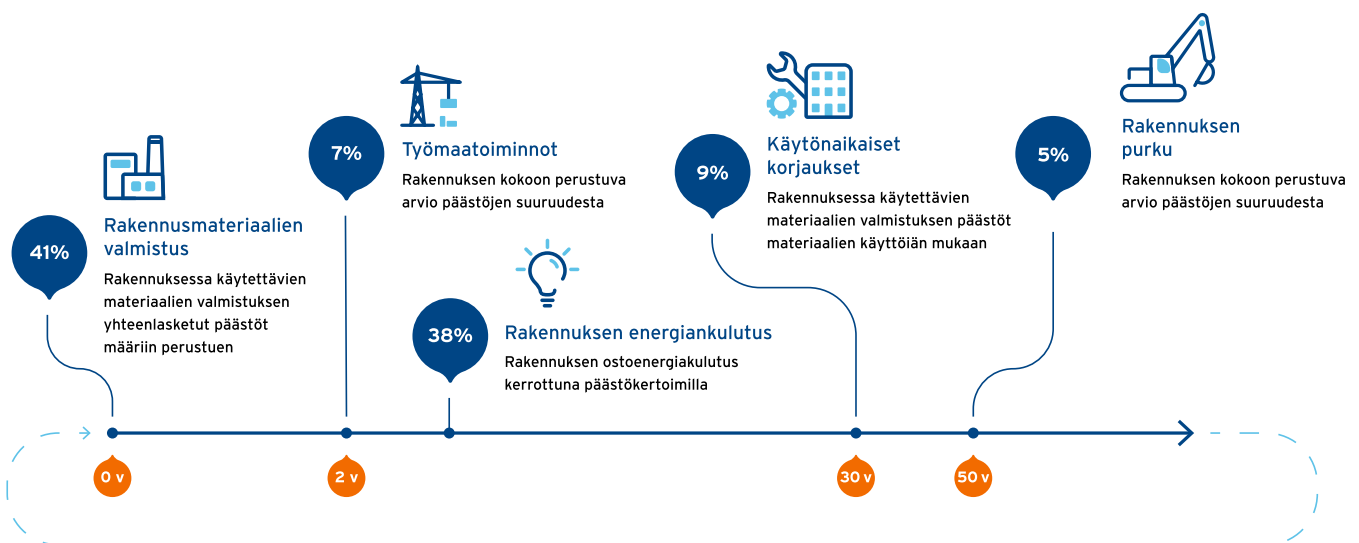 41%
Rakennusmateriaalien
valmistus
Rakennuksessa käytettävien
materiaalien valmistuksen
yhteenlasketut päästöt
määriin perustuen
7%
Työmaatoiminnot
Rakennuksen kokoon perustuva
arvio päästöjen suuruudesta
38%
Rakennuksen energiankulutus
Rakennuksen ostoenergiakulutus
kerrottuna päästökertoimilla
9%
Käytönaikaiset
korjaukset
Rakennuksessa käytettävien
materiaalien valmistuksen päästöt
materiaalien käyttöiän mukaan
5%
Rakennuksen
purku
Rakennuksen kokoon perustuva
arvio päästöjen suuruudesta
0 v
2 v
30 v
50 v